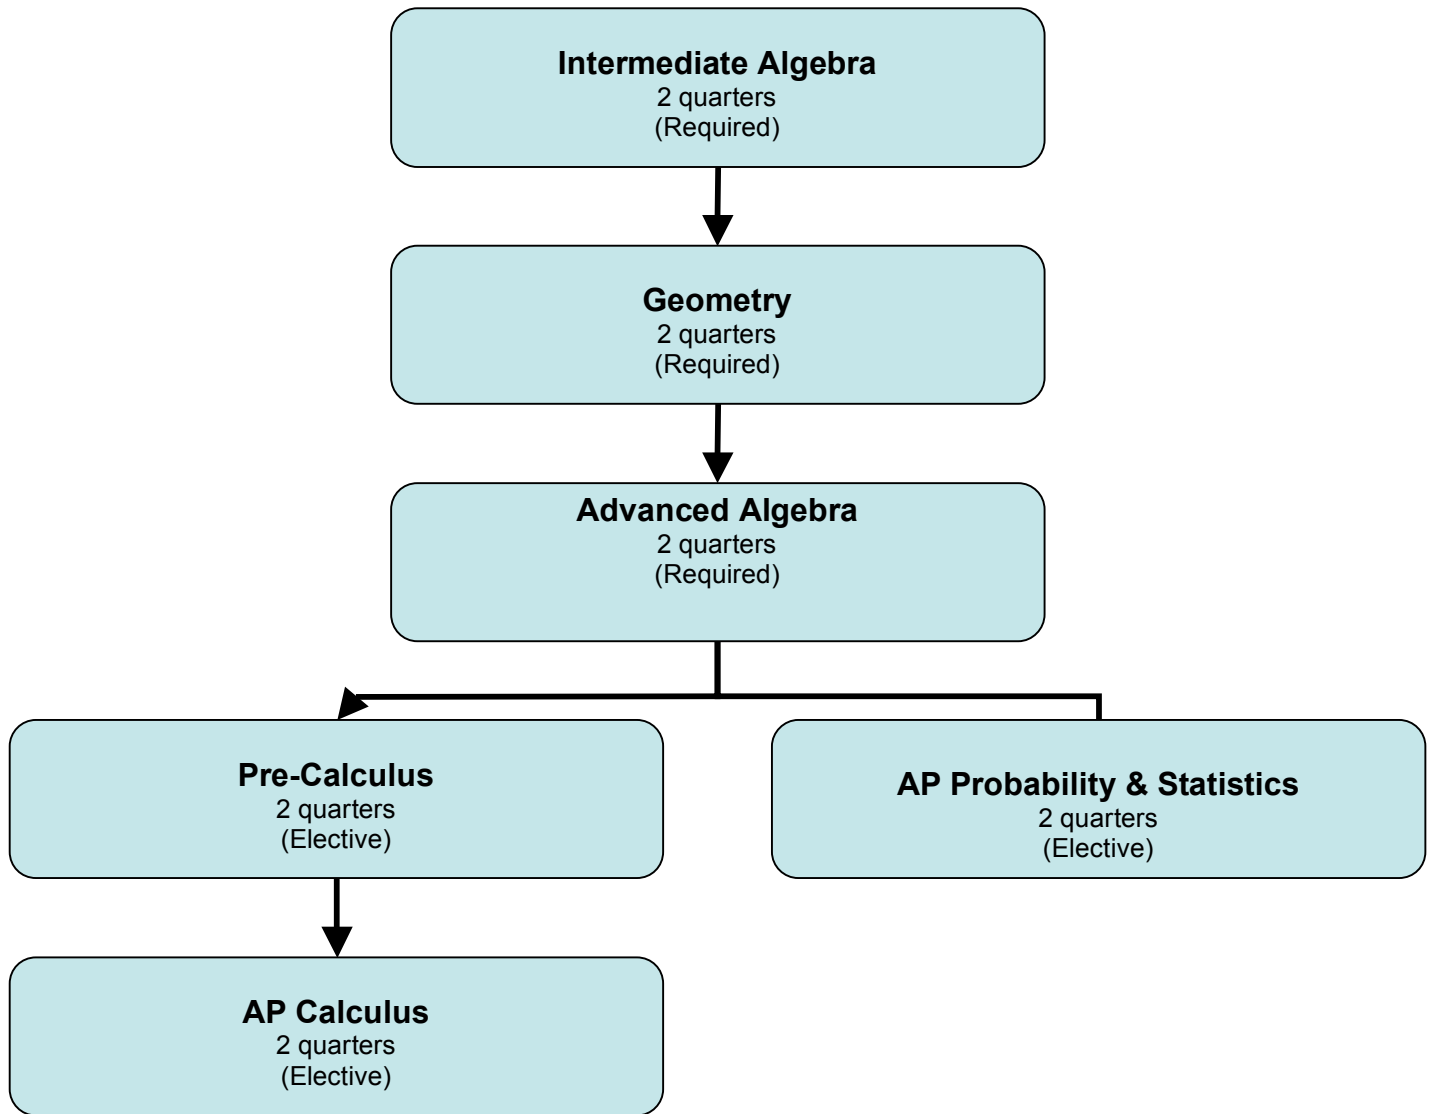 Intermediate Algebra
2 quarters
(Required)
Geometry
2 quarters
(Required)
Advanced Algebra
2 quarters
(Required)
Pre-Calculus
2 quarters
(Elective)
AP Probability & Statistics
2 quarters
(Elective)
AP Calculus
2 quarters
(Elective)